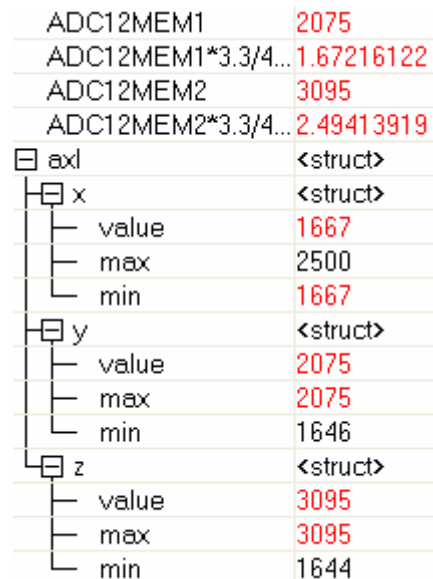 ADC12MEM1 2075
ADC12MEM1*3.3/4... 1.67216122
ADC12MEM2 3095
ADC12MEM2*3.3/4... 2.49413919
axl <struct>
x <struct>
value 1667
max 2500
min 1667
y <struct>
value 2075
max 2075
min 1646
z <struct>
value 3095
max 3095
min 1644